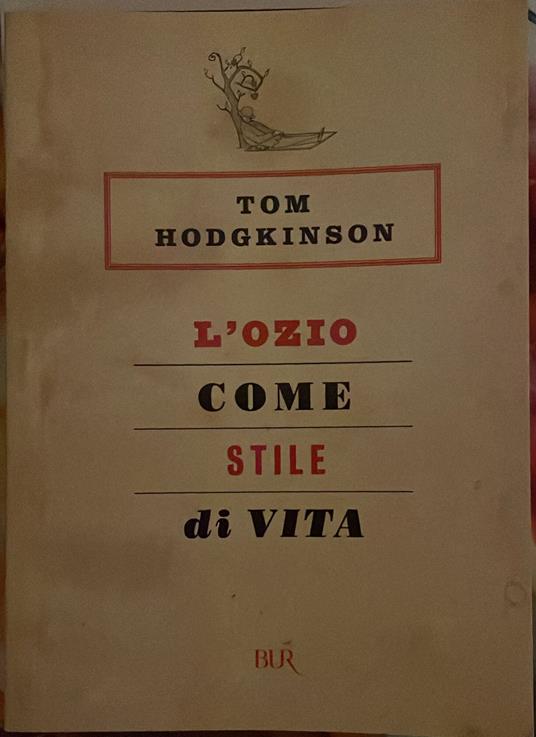 TOM
HODGKINSON
L'OZIO
COME
STILE
di VITA
BUR